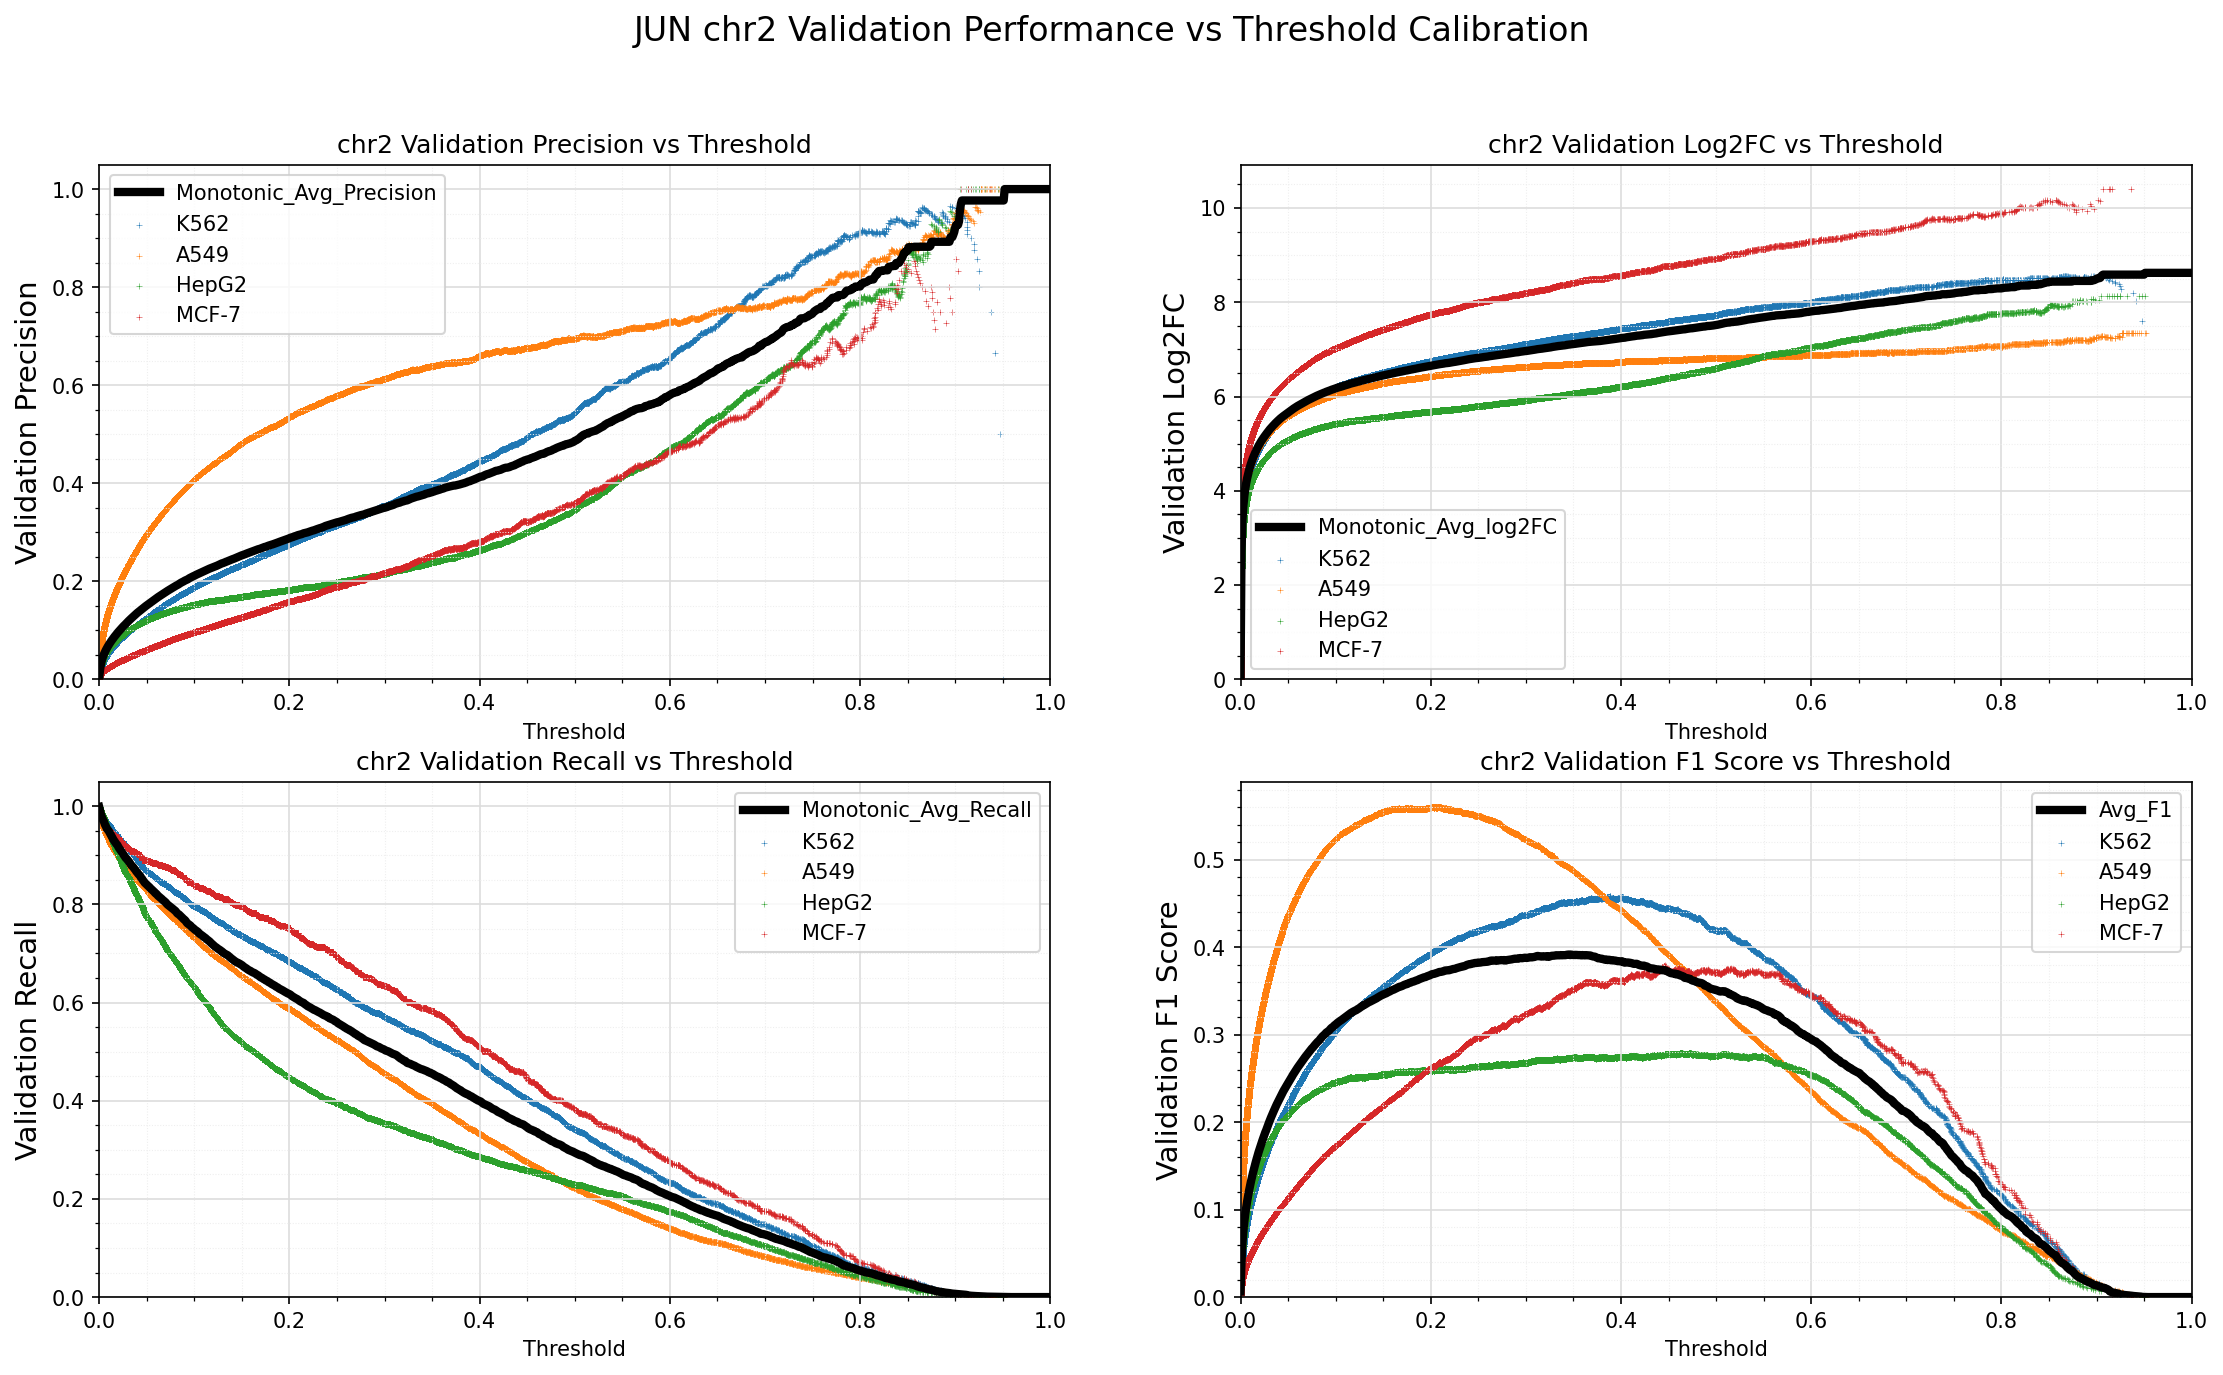 JUN chr2 Validation Performance vs Threshold Calibration
chr2 Validation Precision vs Threshold
Validation Precision
1.0
0.8
0.6
0.4
0.2
0.0
Monotonic_Avg_Precision
K562
A549
HepG2
MCF-7
0.0 0.2 0.4 0.6 0.8 1.0
Threshold
chr2 Validation Log2FC vs Threshold
Validation Log2FC
10
8
6
4
2
0
Monotonic_Avg_log2FC
K562
A549
HepG2
MCF-7
0.0 0.2 0.4 0.6 0.8 1.0
Threshold
chr2 Validation Recall vs Threshold
Validation Recall
1.0
0.8
0.6
0.4
0.2
0.0
Monotonic_Avg_Recall
K562
A549
HepG2
MCF-7
0.0 0.2 0.4 0.6 0.8 1.0
Threshold
chr2 Validation F1 Score vs Threshold
Validation F1 Score
0.5
0.4
0.3
0.2
0.1
0.0
Avg_F1
K562
A549
HepG2
MCF-7
0.0 0.2 0.4 0.6 0.8 1.0
Threshold